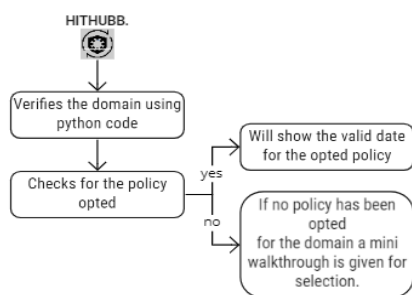 HITHUBB.
Verifies the domain using
python code
Checks for the policy
opted
yes
no
Will show the valid date
for the opted policy
If no policy has been
opted
for the domain a mini
walkthrough is given for
selection.